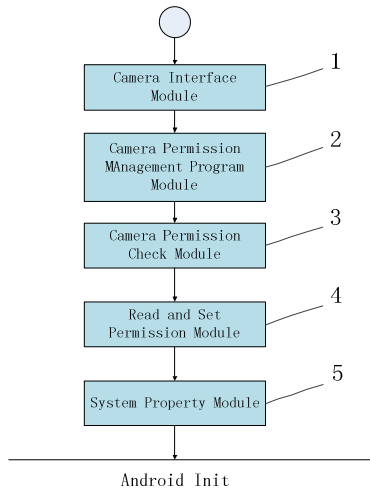 Camera Interface
Module
1
Camera Permission
MAnagement Program
Module
2
Camera Permission
Check Module
3
Read and Set
Permission Module
4
System Property Module
5
Android Init